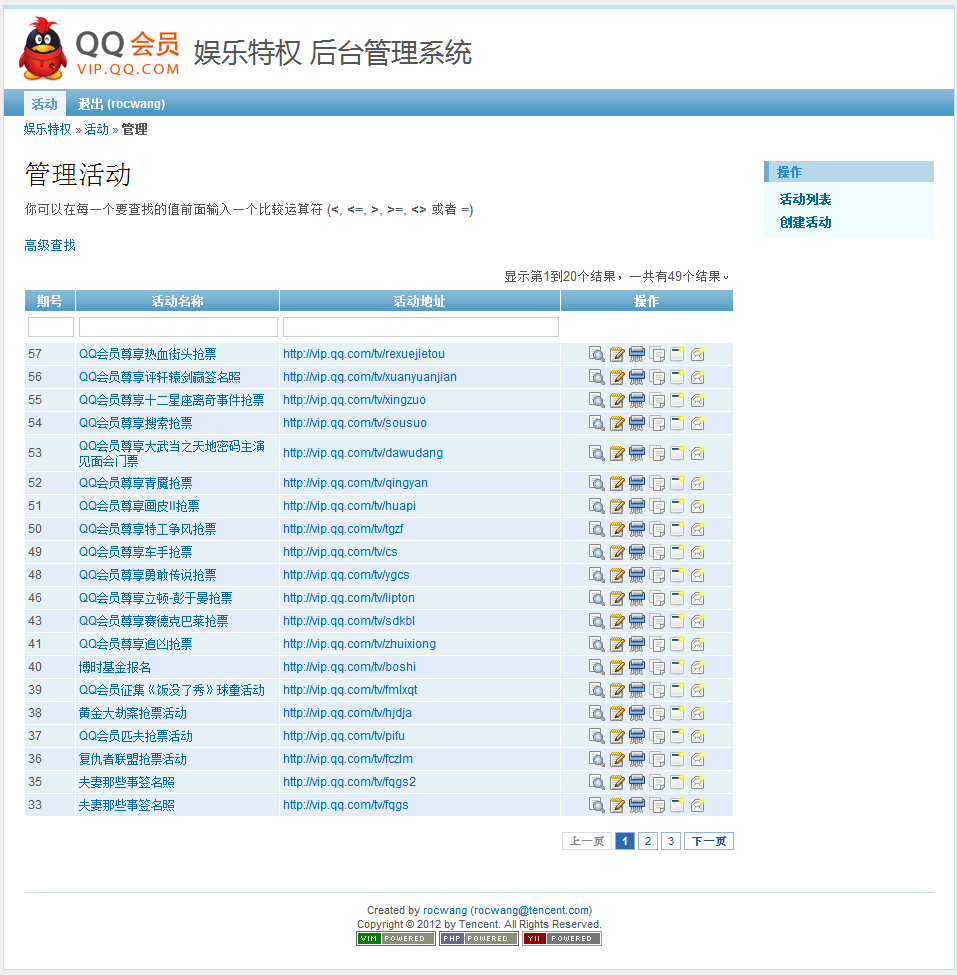 QQ 会员
VIP.QQ.COM
娱乐特权 后台管理系统
活动 退出 (rocwang)
娱乐特权 » 活动 » 管理
管理活动
你可以在每一个要查找的值前面输入一个比较运算符 (<, <=, >, >=, <> 或者 =)
高级查找
操作
活动列表
创建活动
显示第1到20个结果，一共有49个结果。
期号 活动名称 活动地址 操作
57 QQ会员尊享热血街头抢票 http://vip.qq.com/tv/rexuejietou
56 QQ会员尊享评轩辕剑赢签名照 http://vip.qq.com/tv/xuanyuanjian
55 QQ会员尊享十二星座离奇事件抢票 http://vip.qq.com/tv/xingzuo
54 QQ会员尊享搜索抢票 http://vip.qq.com/tv/sousuo
53 QQ会员尊享大武当之天地密码主演
见面会门票 http://vip.qq.com/tv/dawudang
52 QQ会员尊享青魇抢票 http://vip.qq.com/tv/qingyan
51 QQ会员尊享画皮II抢票 http://vip.qq.com/tv/huapi
50 QQ会员尊享特工争风抢票 http://vip.qq.com/tv/tgzf
49 QQ会员尊享车手抢票 http://vip.qq.com/tv/cs
48 QQ会员尊享勇敢传说抢票 http://vip.qq.com/tv/ygcs
46 QQ会员尊享立顿-彭于晏抢票 http://vip.qq.com/tv/lipton
43 QQ会员尊享赛德克巴莱抢票 http://vip.qq.com/tv/sdkbl
41 QQ会员尊享追凶抢票 http://vip.qq.com/tv/zhuixiong
40 博时基金报名 http://vip.qq.com/tv/boshi
39 QQ会员征集《饭没了秀》球童活动 http://vip.qq.com/tv/fmlxqt
38 黄金大劫案抢票活动 http://vip.qq.com/tv/hjdja
37 QQ会员匹夫抢票活动 http://vip.qq.com/tv/pifu
36 复仇者联盟抢票活动 http://vip.qq.com/tv/fczlm
35 夫妻那些事签名照 http://vip.qq.com/tv/fqgs2
33 夫妻那些事签名照 http://vip.qq.com/tv/fqgs
上一页 1 2 3 下一页
Created by rocwang (rocwang@tencent.com)
Copyright © 2012 by Tencent. All Rights Reserved.
VIM POWERED PHP POWERED YII POWERED